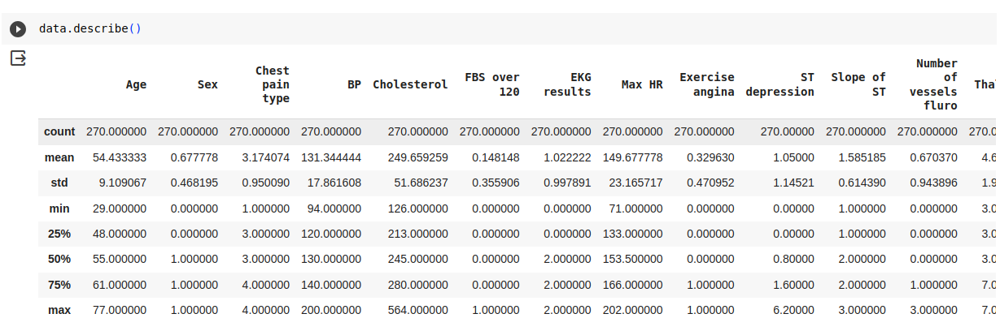 data.describe()
Age Sex Chest pain type BP Cholesterol FBS over 120 EKG results Max HR Exercise angina ST depression Slope of ST Number of vessels fluro Thal
count 270.000000 270.000000 270.000000 270.000000 270.000000 270.000000 270.000000 270.000000 270.000000 270.00000 270.000000 270.000000 270.0
mean 54.433333 0.677778 3.174074 131.344444 249.659259 0.148148 1.022222 149.677778 0.329630 1.05000 1.585185 0.670370 4.6
std 9.109067 0.468195 0.950090 17.861608 51.686237 0.355906 0.997891 23.165717 0.470952 1.14521 0.614390 0.943896 1.9
min 29.000000 0.000000 1.000000 94.000000 126.000000 0.000000 0.000000 71.000000 0.000000 0.00000 1.000000 0.000000 3.0
25% 48.000000 0.000000 3.000000 120.000000 213.000000 0.000000 0.000000 133.000000 0.000000 0.00000 1.000000 0.000000 3.0
50% 55.000000 1.000000 3.000000 130.000000 245.000000 0.000000 2.000000 153.500000 0.000000 0.80000 2.000000 0.000000 3.0
75% 61.000000 1.000000 4.000000 140.000000 280.000000 0.000000 2.000000 166.000000 1.000000 1.60000 2.000000 1.000000 7.0
max 77.000000 1.000000 4.000000 200.000000 564.000000 1.000000 2.000000 202.000000 1.000000 6.20000 3.000000 3.000000 7.0